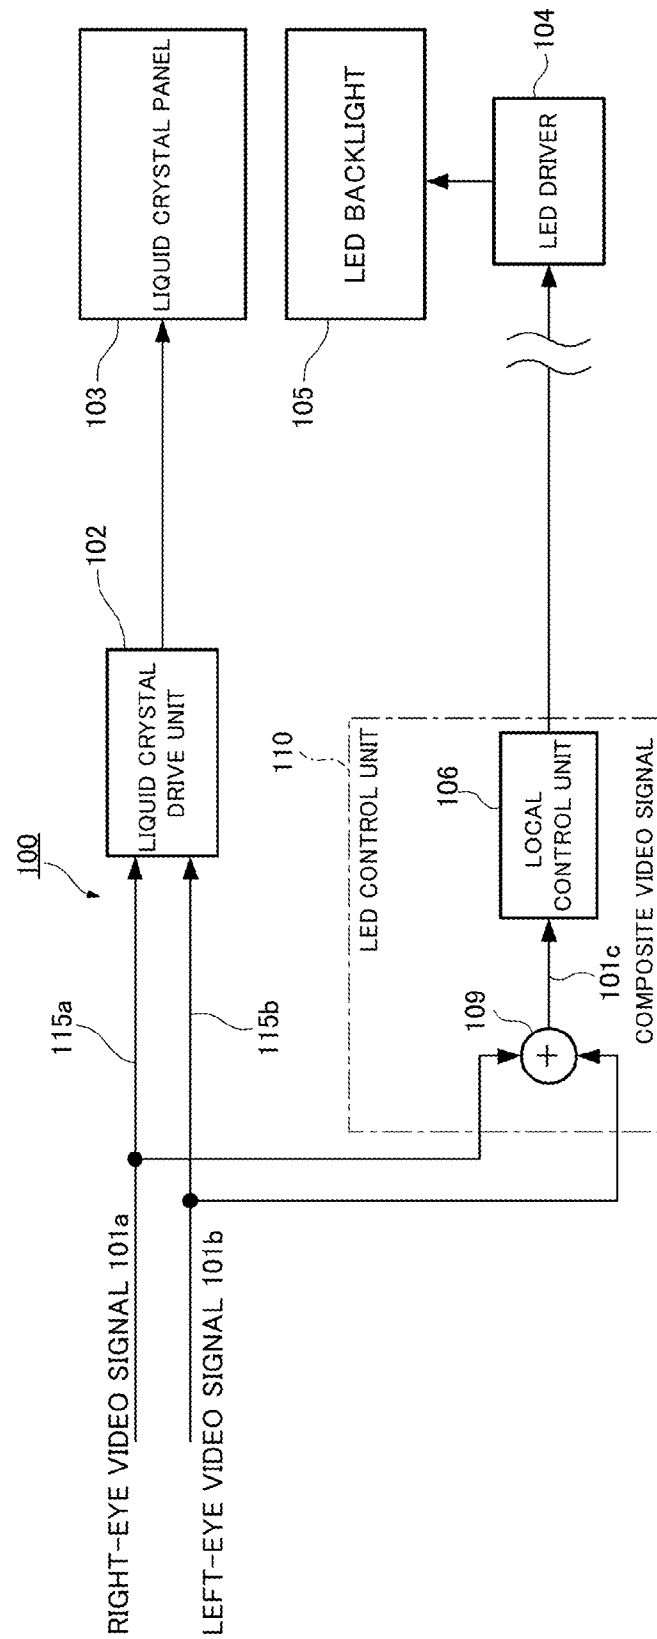 100
RIGHT-EYE VIDEO SIGNAL 101a
LEFT-EYE VIDEO SIGNAL 101b
115a
115b
102
LIQUID CRYSTAL
DRIVE UNIT
103
LIQUID CRYSTAL PANEL
105
LED BACKLIGHT
104
LED DRIVER
110
LED CONTROL UNIT
109
+
101c
106
LOCAL
CONTROL UNIT
COMPOSITE VIDEO SIGNAL